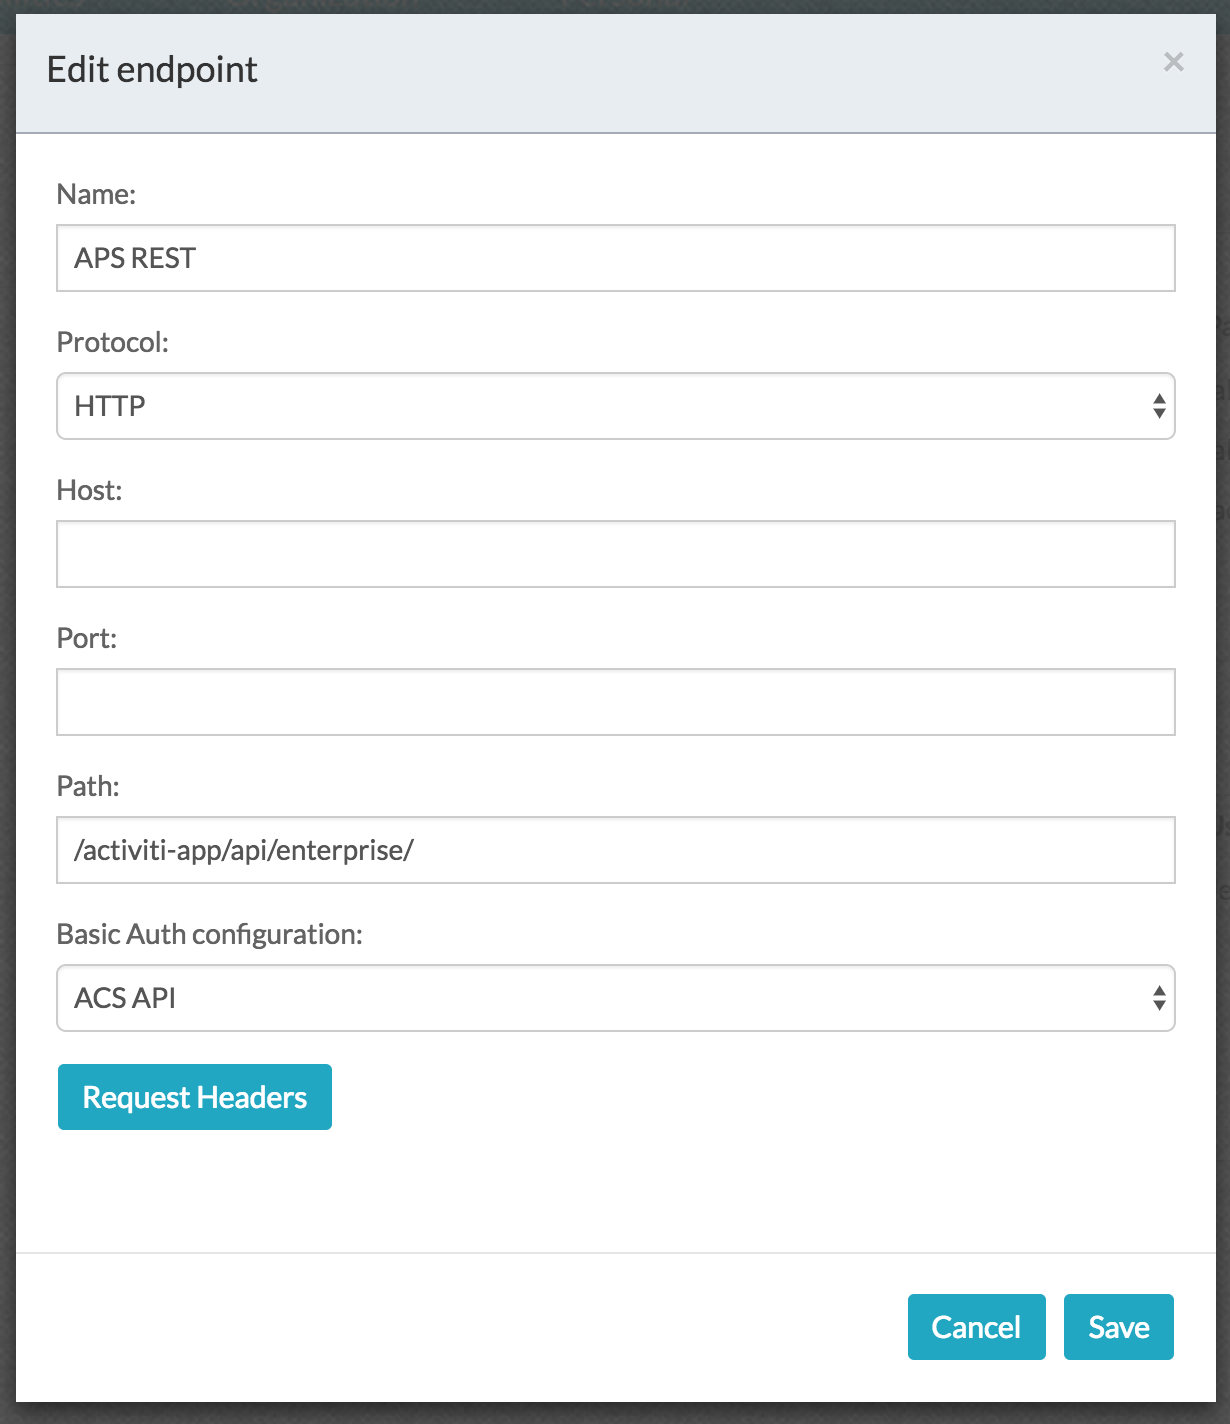 Edit endpoint ×
Name:
APS REST
Protocol:
HTTP
Host:
Port:
Path:
/activiti-app/api/enterprise/
Basic Auth configuration:
ACS API
Request Headers
Cancel Save